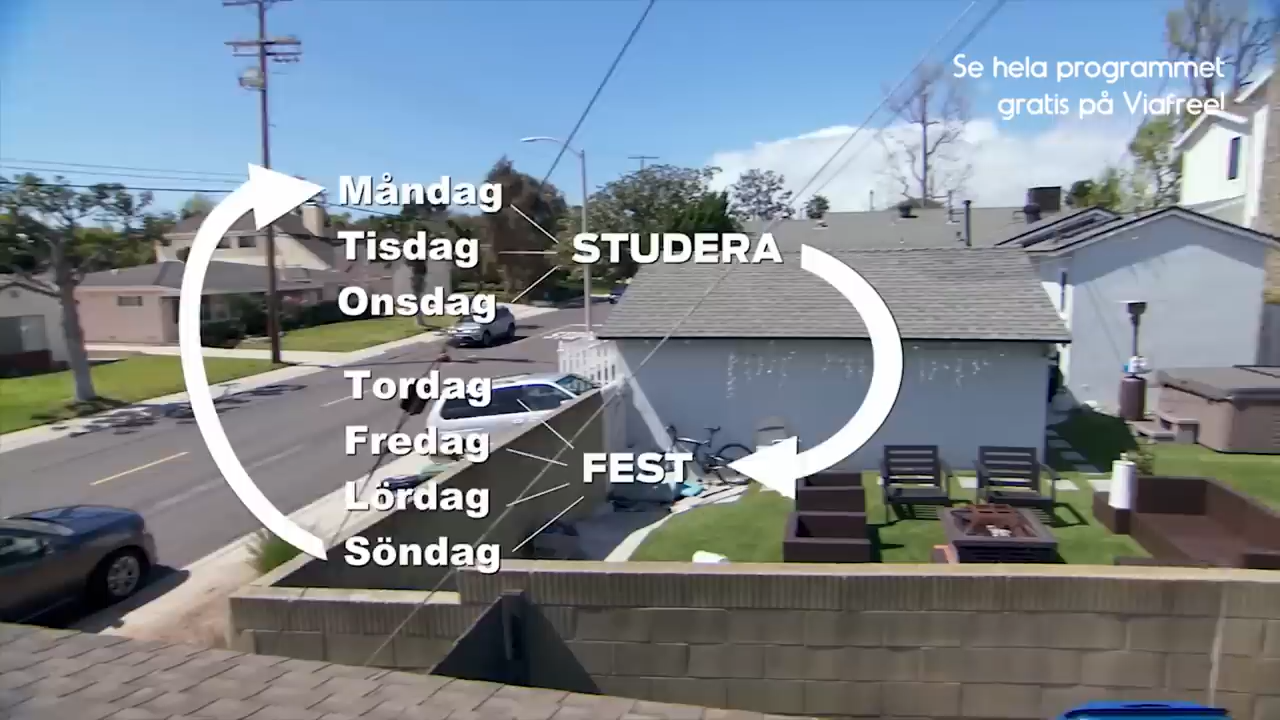 Se hela programmet
gratis på Viafree!
Måndag
Tisdag
Onsdag
STUDERA
Tordag
Fredag
Lördag
Söndag
FEST